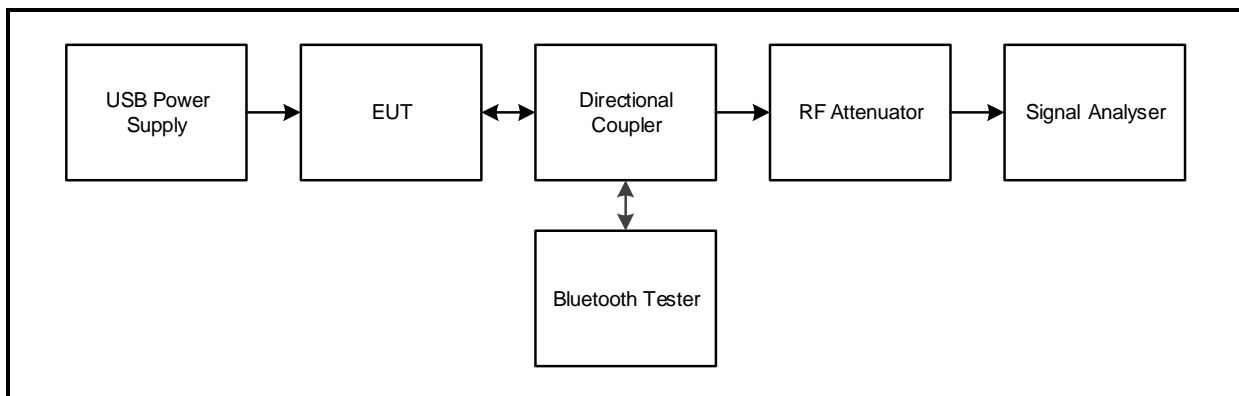 USB Power
Supply
EUT
Directional
Coupler
RF Attenuator
Signal Analyser
Bluetooth Tester